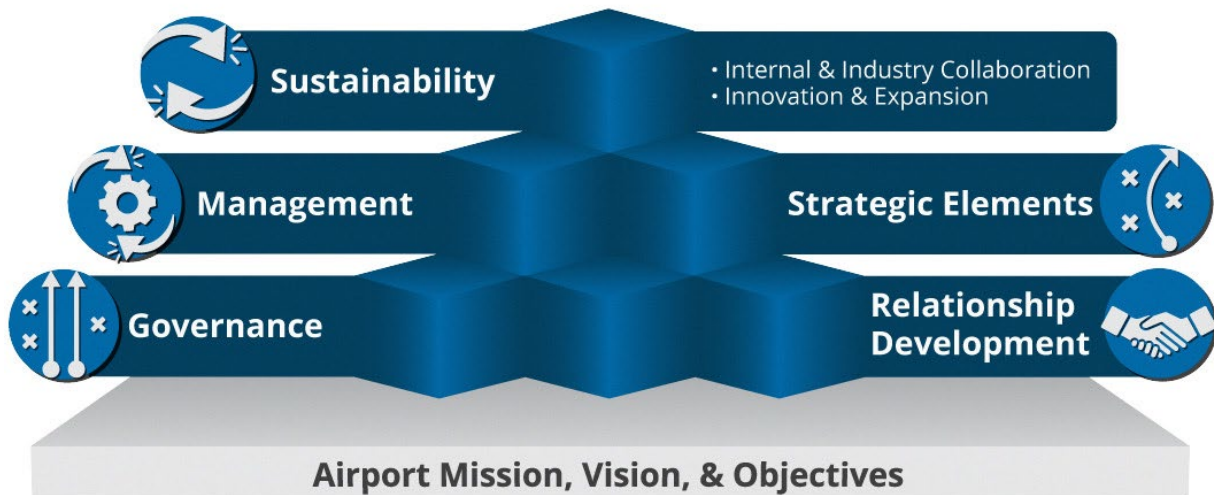 Sustainability
· Internal & Industry Collaboration
· Innovation & Expansion
Management
Strategic Elements
Governance
Relationship
Development
Airport Mission, Vision, & Objectives